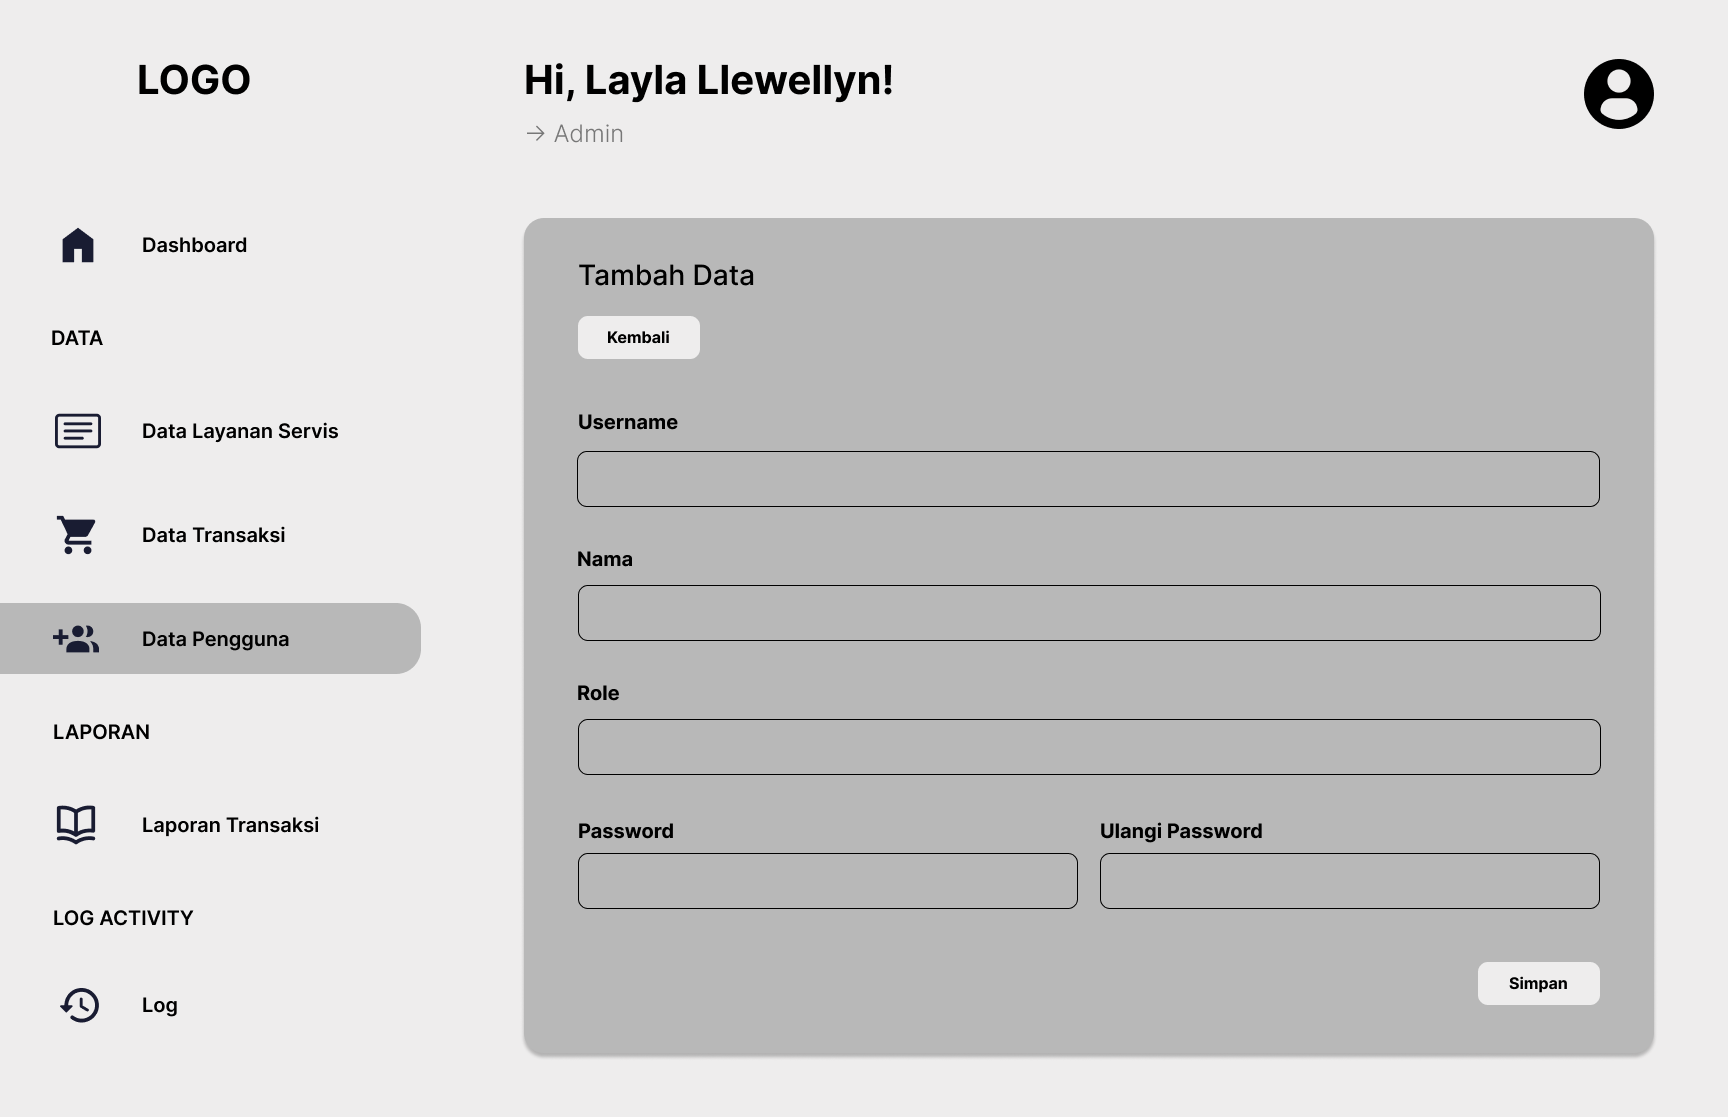 LOGO
Hi, Layla Llewellyn!
→ Admin
Dashboard
DATA
Data Layanan Servis
Data Transaksi
Data Pengguna
LAPORAN
Laporan Transaksi
LOG ACTIVITY
Log
Tambah Data
Kembali
Username
Nama
Role
Password
Ulangi Password
Simpan